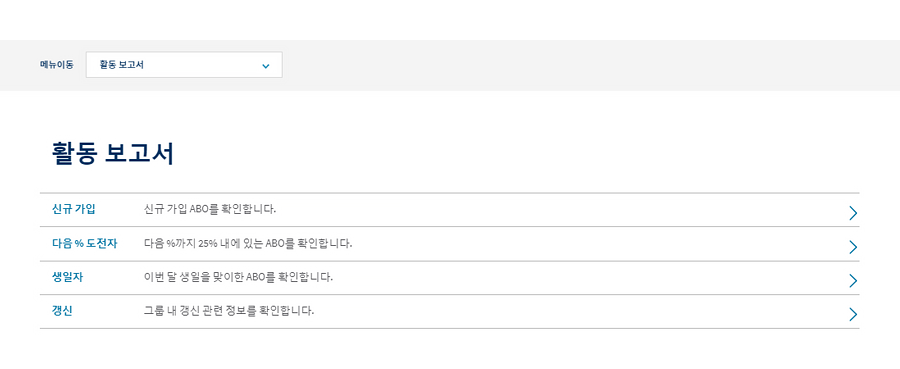 메뉴이동 활동 보고서
활동 보고서
신규 가입 신규 가입 ABO를 확인합니다.
다음 % 도전자 다음 %까지 25% 내에 있는 ABO를 확인합니다.
생일자 이번 달 생일을 맞이한 ABO를 확인합니다.
갱신 그룹 내 갱신 관련 정보를 확인합니다.